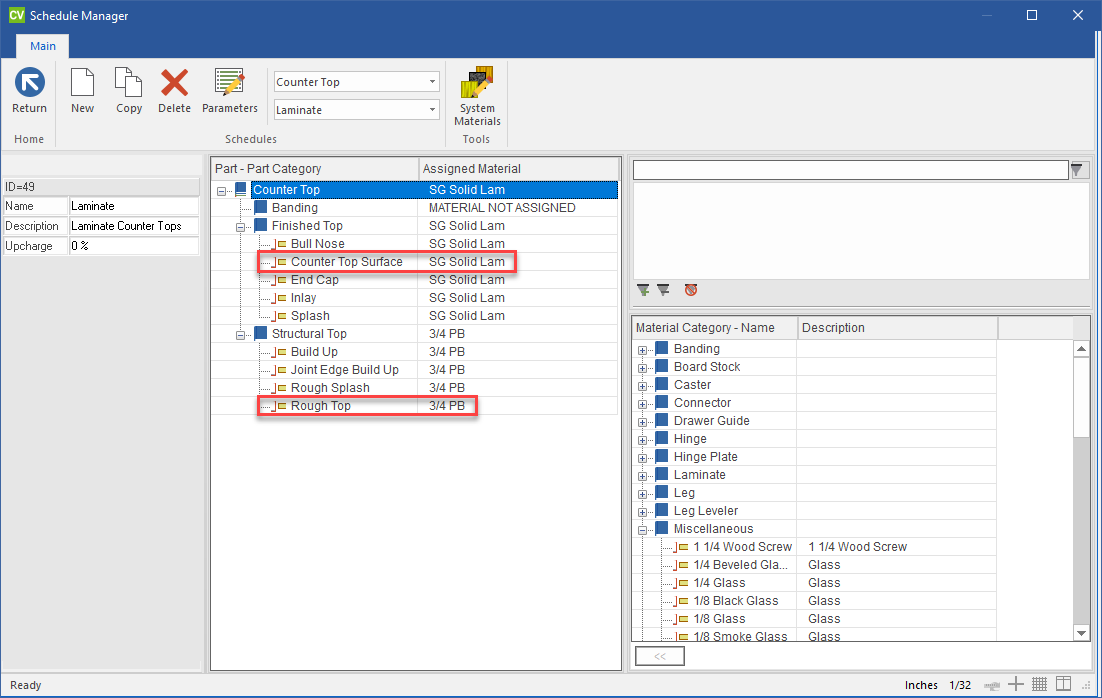 CV Schedule Manager
Main
Return
New
Copy
Delete
Parameters
Counter Top
Laminate
System
Materials
Home
Schedules
Tools
ID=49
Name Laminate
Description Laminate Counter Tops
Upcharge 0 %
Part - Part Category Assigned Material
Counter Top SG Solid Lam
Banding MATERIAL NOT ASSIGNED
Finished Top SG Solid Lam
Bull Nose SG Solid Lam
Counter Top Surface SG Solid Lam
End Cap SG Solid Lam
Inlay SG Solid Lam
Splash SG Solid Lam
Structural Top 3/4 PB
Build Up 3/4 PB
Joint Edge Build Up 3/4 PB
Rough Splash 3/4 PB
Rough Top 3/4 PB
Material Category - Name Description
Banding
Board Stock
Caster
Connector
Drawer Guide
Hinge
Hinge Plate
Laminate
Leg
Leg Leveler
Miscellaneous
1 1/4 Wood Screw 1 1/4 Wood Screw
1/4 Beveled Gla... Glass
1/4 Glass Glass
1/8 Black Glass Glass
1/8 Glass Glass
1/8 Smoke Glass Glass
<<
Ready
Inches 1/32